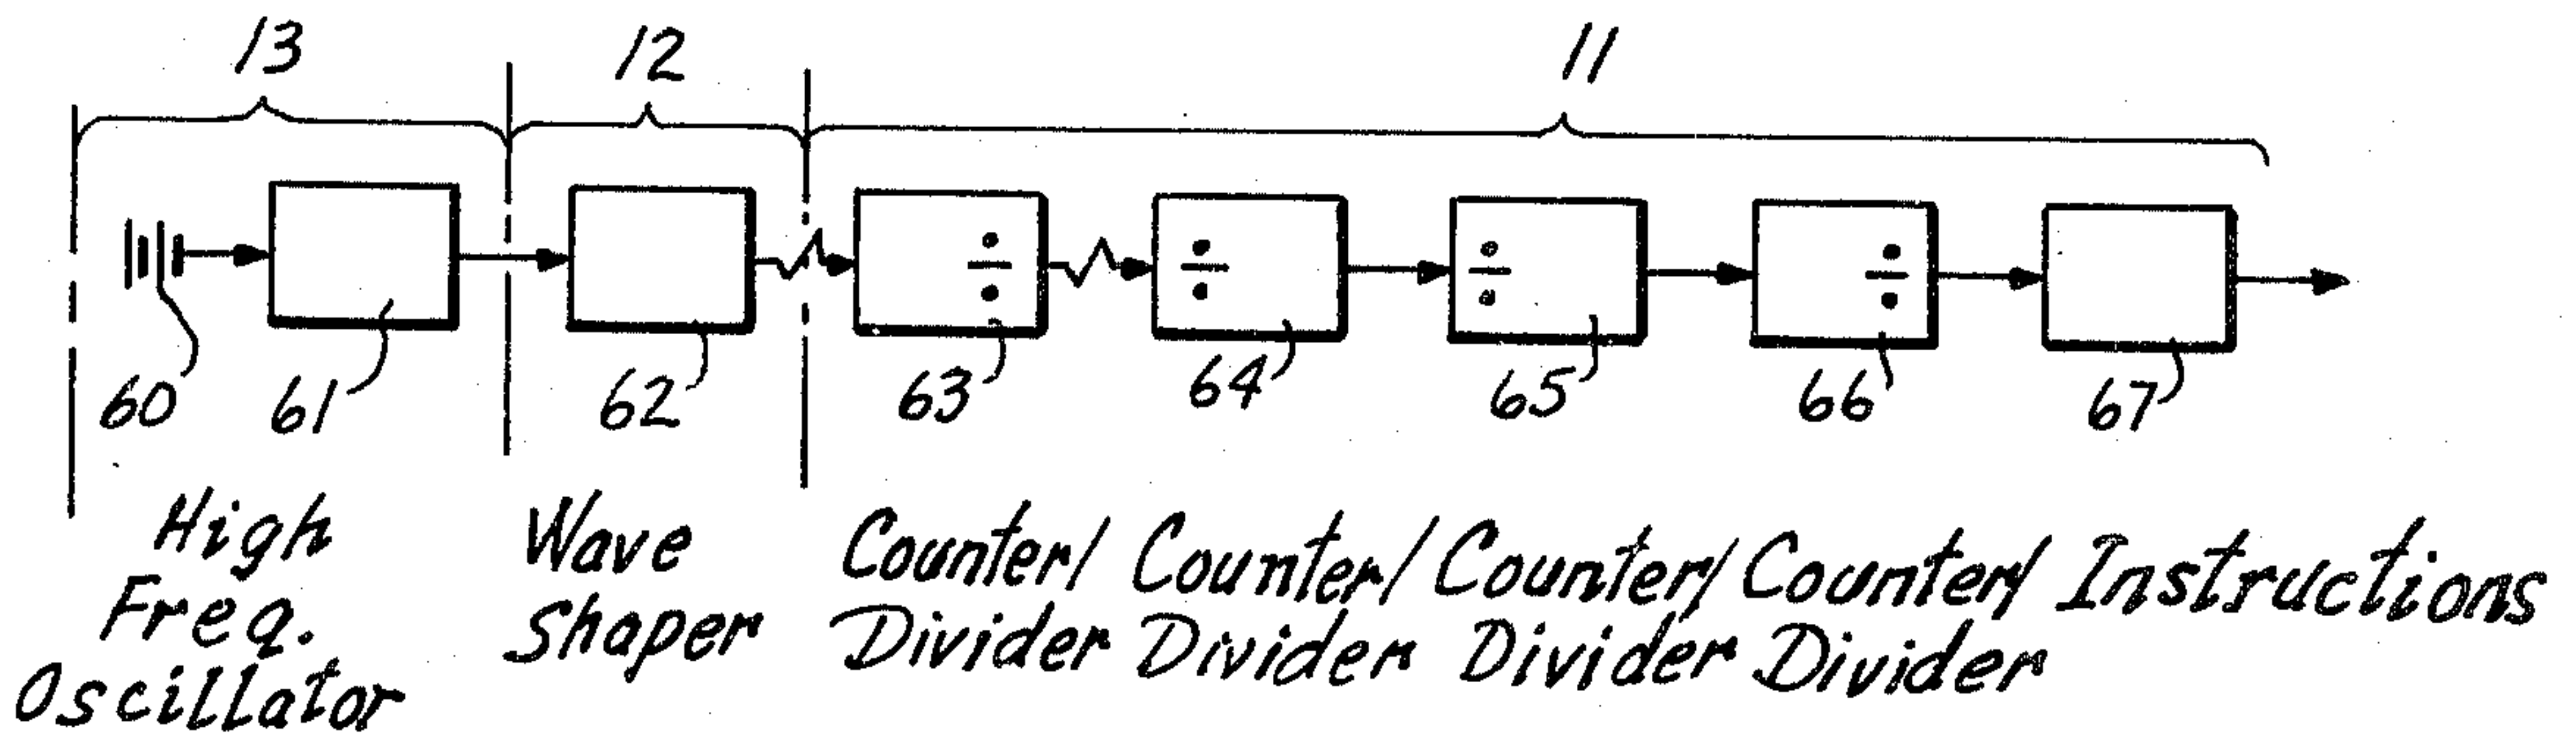 13 12 11
÷ ÷ ÷ ÷
60 61 62 63 64 65 66 67
High
Freq.
Oscillator
Wave
Shaper
Counter/
Divider
Counter/
Divider
Counter/
Divider
Counter/
Divider
Instructions